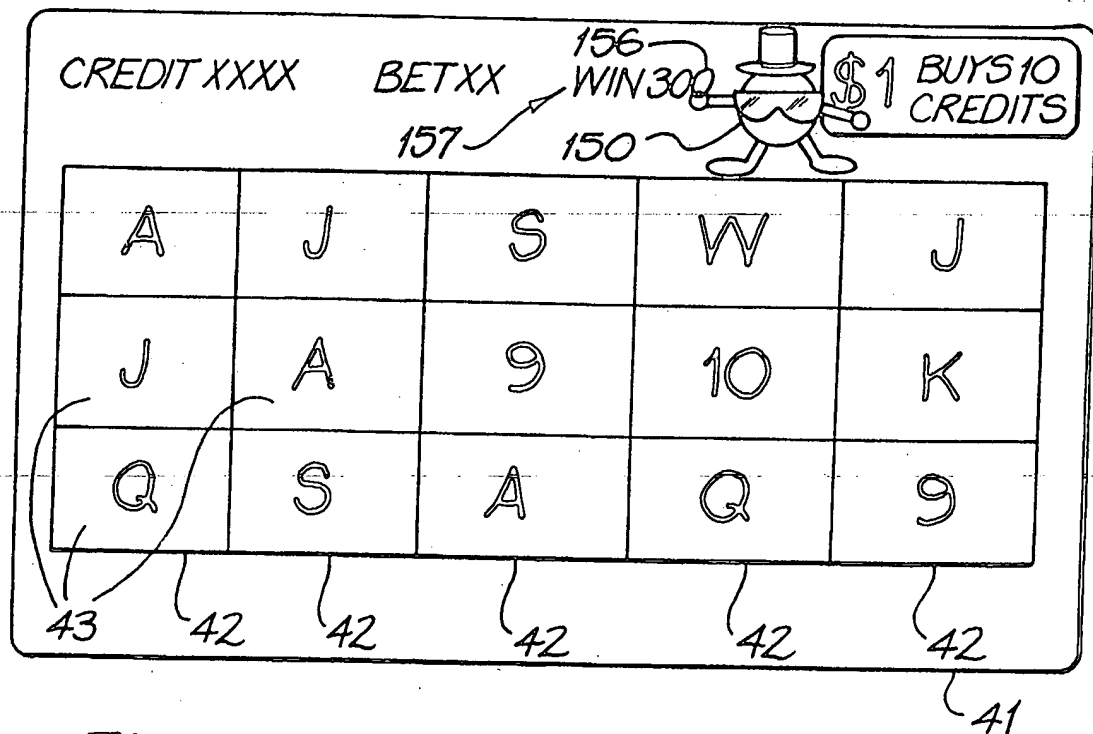 156
CREDIT XXXX BET XX WIN 300 $1 BUYS 10 CREDITS
157 150
A J S W J
J A 9 10 K
Q S A Q 9
43 42 42 42 42 42
41